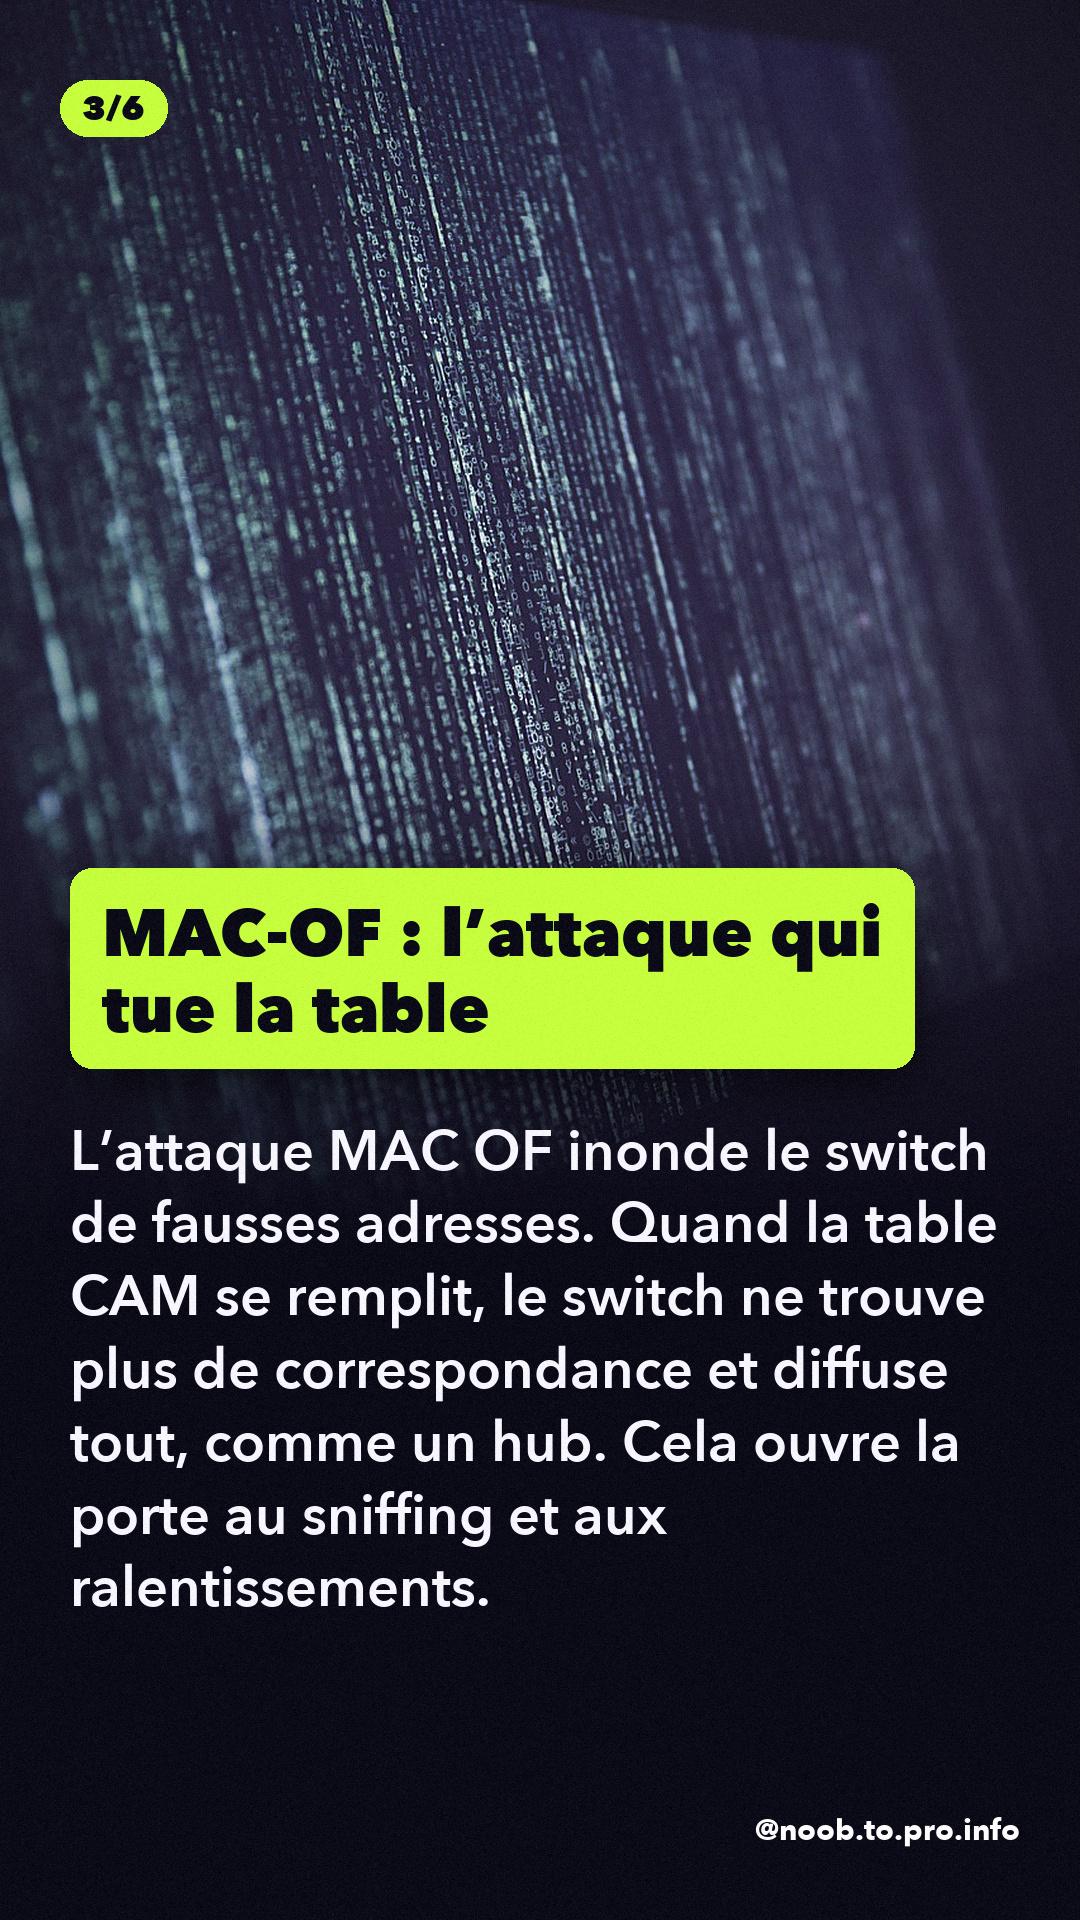 3/6
MAC-OF : l’attaque qui
tue la table
L’attaque MAC OF inonde le switch
de fausses adresses. Quand la table
CAM se remplit, le switch ne trouve
plus de correspondance et diffuse
tout, comme un hub. Cela ouvre la
porte au sniffing et aux
ralentissements.
@noob.to.pro.info